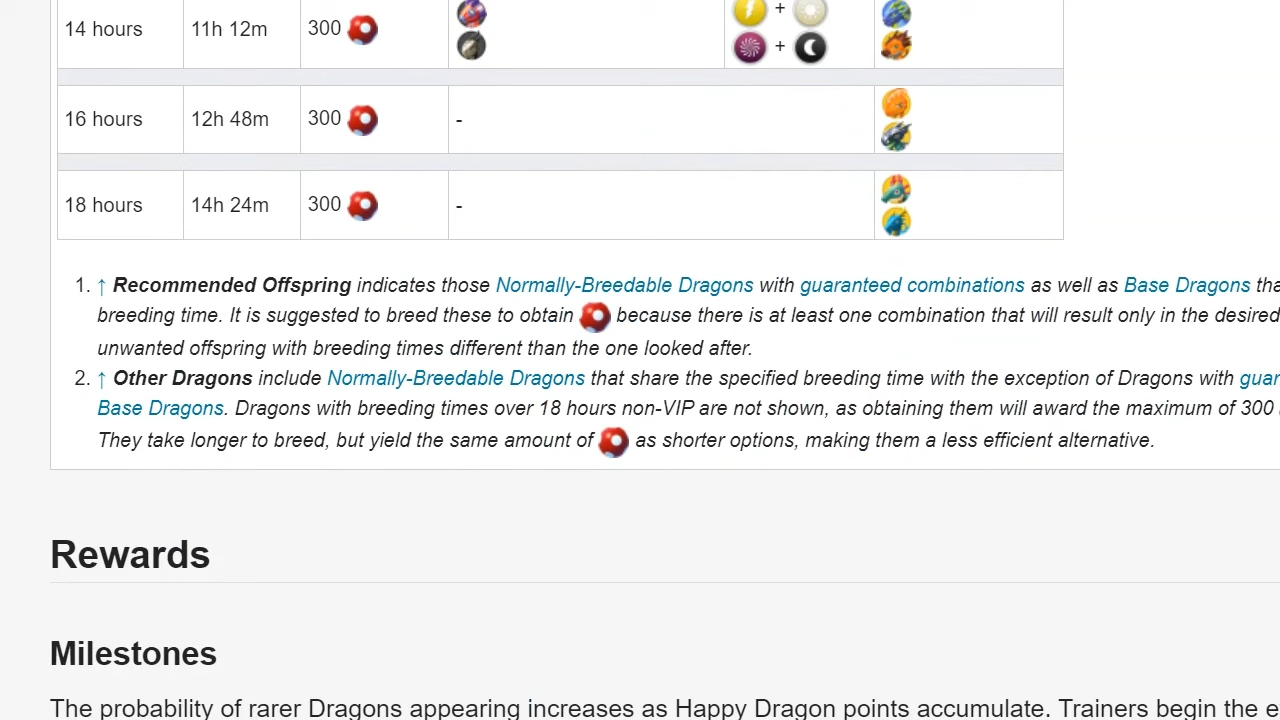 14 hours 11h 12m 300 + +
16 hours 12h 48m 300 -
18 hours 14h 24m 300 -
1. ↑ Recommended Offspring indicates those Normally-Breedable Dragons with guaranteed combinations as well as Base Dragons
breeding time. It is suggested to breed these to obtain because there is at least one combination that will result only in the desired
unwanted offspring with breeding times different than the one looked after.
2. ↑ Other Dragons include Normally-Breedable Dragons that share the specified breeding time with the exception of Dragons with
Base Dragons. Dragons with breeding times over 18 hours non-VIP are not shown, as obtaining them will award the maximum of 300
They take longer to breed, but yield the same amount of as shorter options, making them a less efficient alternative.
Rewards
Milestones
The probability of rarer Dragons appearing increases as Happy Dragon points accumulate. Trainers begin the